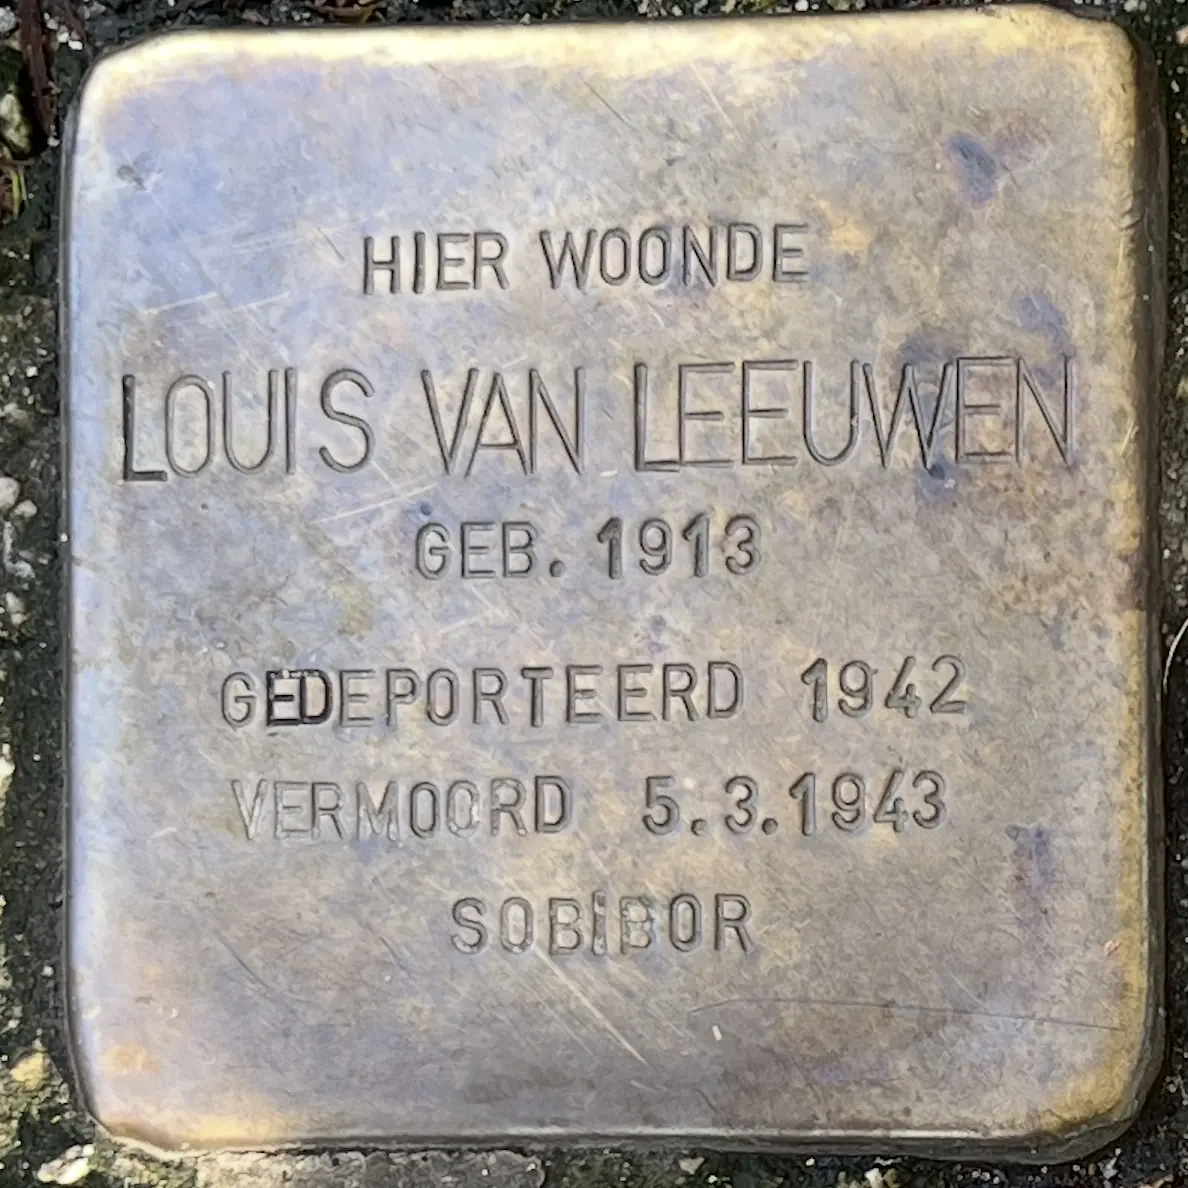 HIER WOONDE
LOUIS VAN LEEUWEN
GEB. 1913
GEDEPORTEERD 1942
VERMOORD 5.3.1943
SOBIBOR